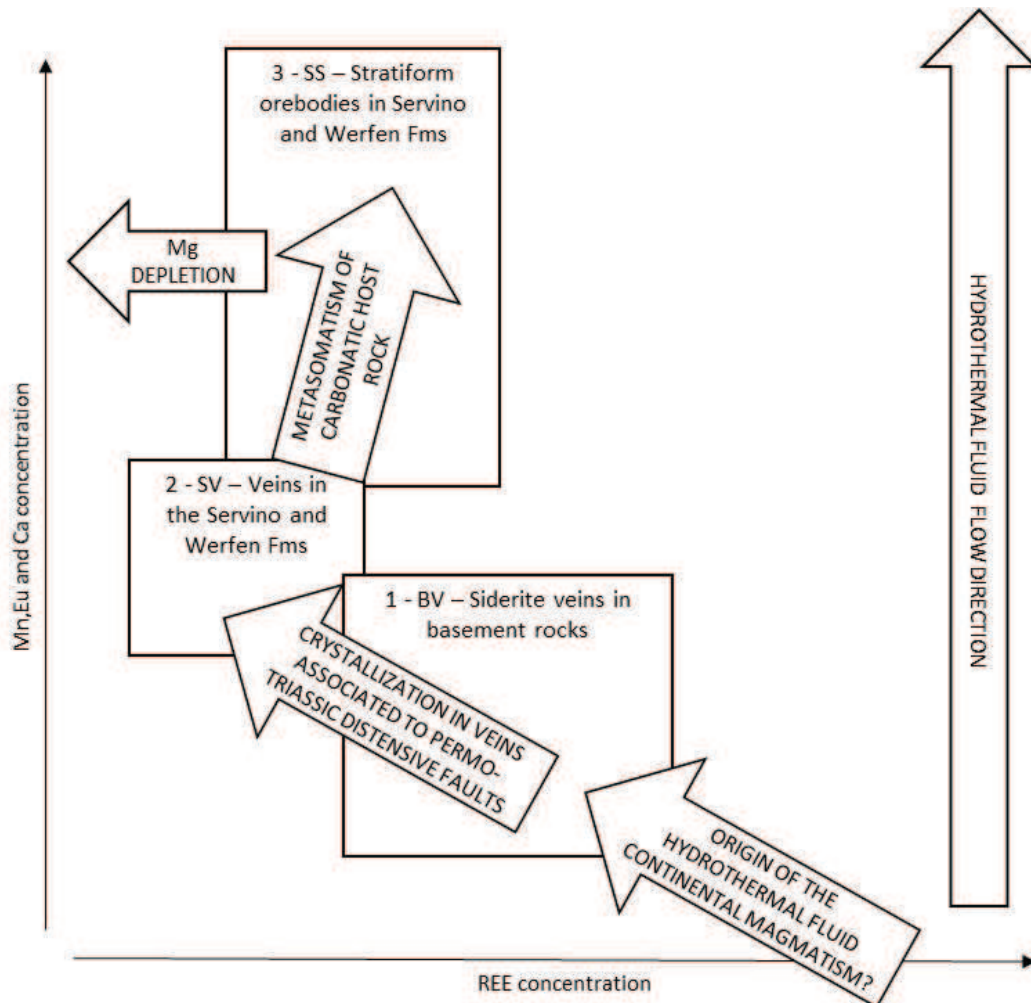 3 - SS – Stratiform
orebodies in Servino
and Werfen Fms
Mg
DEPLETION
METASOMATISM OF
CARBONATIC HOST
ROCK
2 - SV – Veins in
the Servino and
Werfen Fms
1 - BV – Siderite veins in
basement rocks
CRYSTALLIZATION IN VEINS
ASSOCIATED TO PERMO-
TRIASSIC DISTENSIVE FAULTS
ORIGIN OF THE
HYDROTHERMAL FLUID
CONTINENTAL MAGMATISM?
HYDROTHERMAL FLUID FLOW DIRECTION
Mn,Eu and Ca concentration
REE concentration